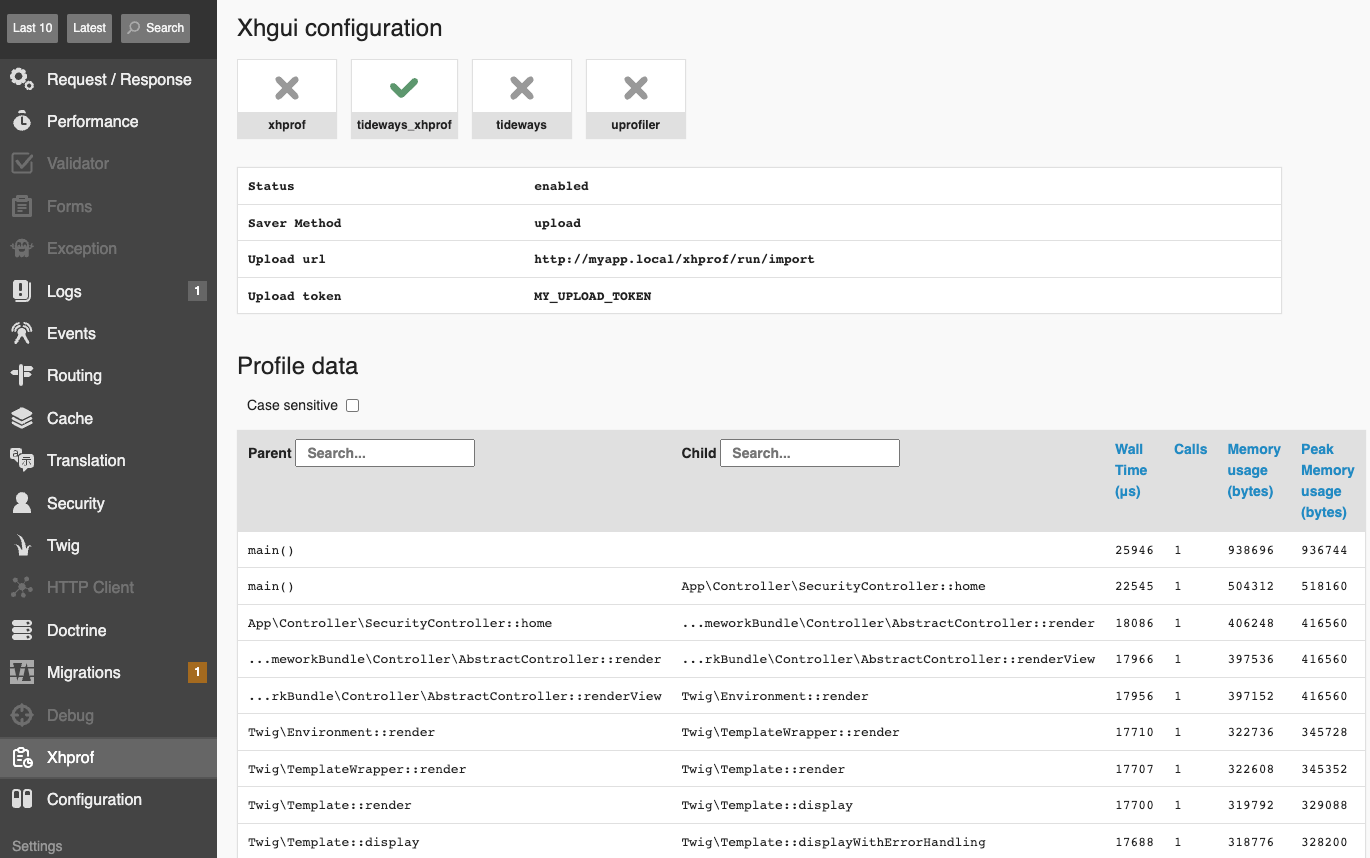 Last 10 Latest Search
Request / Response
Performance
Validator
Forms
Exception
Logs 1
Events
Routing
Cache
Translation
Security
Twig
HTTP Client
Doctrine
Migrations 1
Debug
Xhprof
Configuration
Settings
Xhgui configuration
xhprof tideways_xhprof tideways uprofiler
Status enabled
Saver Method upload
Upload url http://myapp.local/xhprof/run/import
Upload token MY_UPLOAD_TOKEN
Profile data
Case sensitive
Parent Search... Child Search... Wall Calls Memory Peak
Time usage Memory
(µs) (bytes) usage
(bytes)
main() 25946 1 938696 936744
main() App\Controller\SecurityController::home 22545 1 504312 518160
App\Controller\SecurityController::home ...meworkBundle\Controller\AbstractController::render 18086 1 406248 416560
...meworkBundle\Controller\AbstractController::render ...rkBundle\Controller\AbstractController::renderView 17966 1 397536 416560
...rkBundle\Controller\AbstractController::renderView Twig\Environment::render 17956 1 397152 416560
Twig\Environment::render Twig\TemplateWrapper::render 17710 1 322736 345728
Twig\TemplateWrapper::render Twig\Template::render 17707 1 322608 345352
Twig\Template::render Twig\Template::display 17700 1 319792 329088
Twig\Template::display Twig\Template::displayWithErrorHandling 17688 1 318776 328200